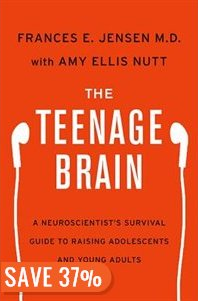 FRANCES E. JENSEN M.D.
with AMY ELLIS NUTT
THE
TEENAGE
BRAIN
A NEUROSCIENTIST'S SURVIVAL
GUIDE TO RAISING ADOLESCENTS
AND YOUNG ADULTS
SAVE 37%